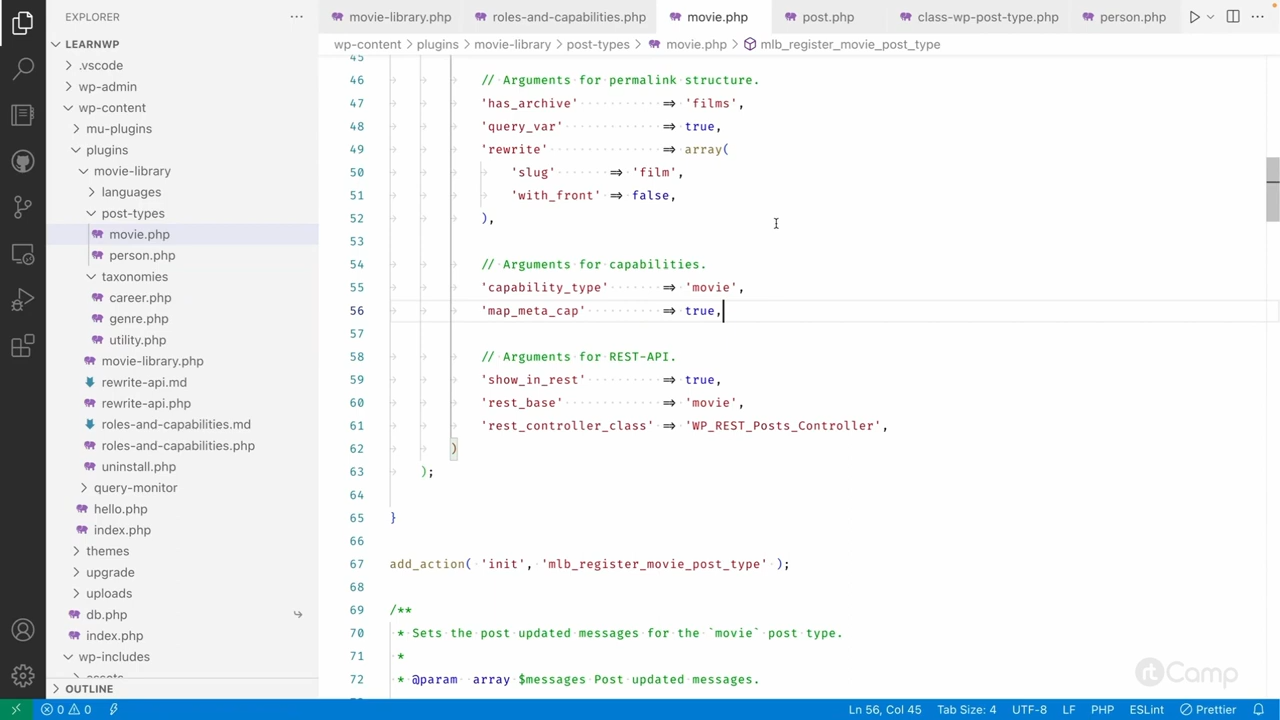 EXPLORER
LEARNWP
.vscode
wp-admin
wp-content
mu-plugins
plugins
movie-library
languages
post-types
movie.php
person.php
taxonomies
career.php
genre.php
utility.php
movie-library.php
rewrite-api.md
rewrite-api.php
roles-and-capabilities.md
roles-and-capabilities.php
uninstall.php
query-monitor
hello.php
index.php
themes
upgrade
uploads
db.php
index.php
wp-includes
assets
OUTLINE
movie-library.php roles-and-capabilities.php movie.php post.php class-wp-post-type.php person.php
wp-content > plugins > movie-library > post-types > movie.php > mlb_register_movie_post_type
45
46 // Arguments for permalink structure.
47 'has_archive' => 'films',
48 'query_var' => true,
49 'rewrite' => array(
50 'slug' => 'film',
51 'with_front' => false,
52 ),
53
54 // Arguments for capabilities.
55 'capability_type' => 'movie',
56 'map_meta_cap' => true,
57
58 // Arguments for REST-API.
59 'show_in_rest' => true,
60 'rest_base' => 'movie',
61 'rest_controller_class' => 'WP_REST_Posts_Controller',
62 )
63 );
64
65 }
66
67 add_action( 'init', 'mlb_register_movie_post_type' );
68
69 /**
70 * Sets the post updated messages for the `movie` post type.
71 *
72 * @param array $messages Post updated messages.
rtCamp
0 0 Ln 56, Col 45 Tab Size: 4 UTF-8 LF PHP ESLint Prettier